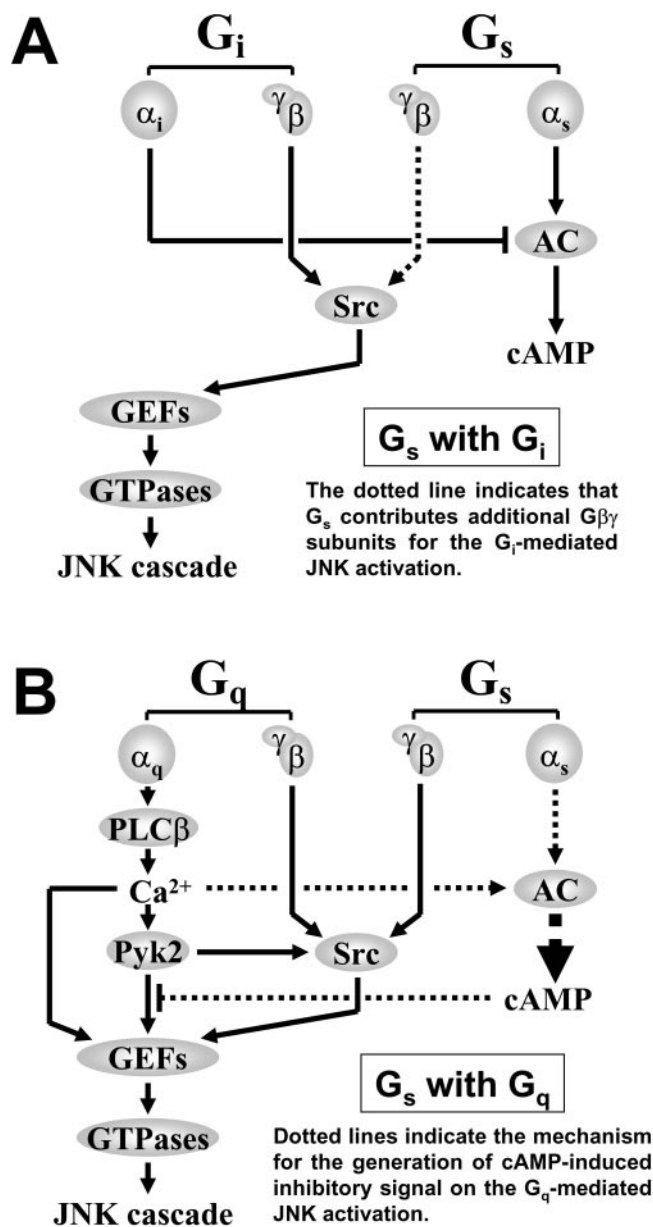 A
Gi Gs
αi γβ γβ αs
AC
Src
cAMP
GEFs
GTPases
JNK cascade
Gs with Gi
The dotted line indicates that
Gs contributes additional Gβγ
subunits for the Gi-mediated
JNK activation.
B
Gq Gs
αq γβ γβ αs
PLCβ
Ca2+ AC
Pyk2 Src
cAMP
GEFs
GTPases
JNK cascade
Gs with Gq
Dotted lines indicate the mechanism
for the generation of cAMP-induced
inhibitory signal on the Gq-mediated
JNK activation.